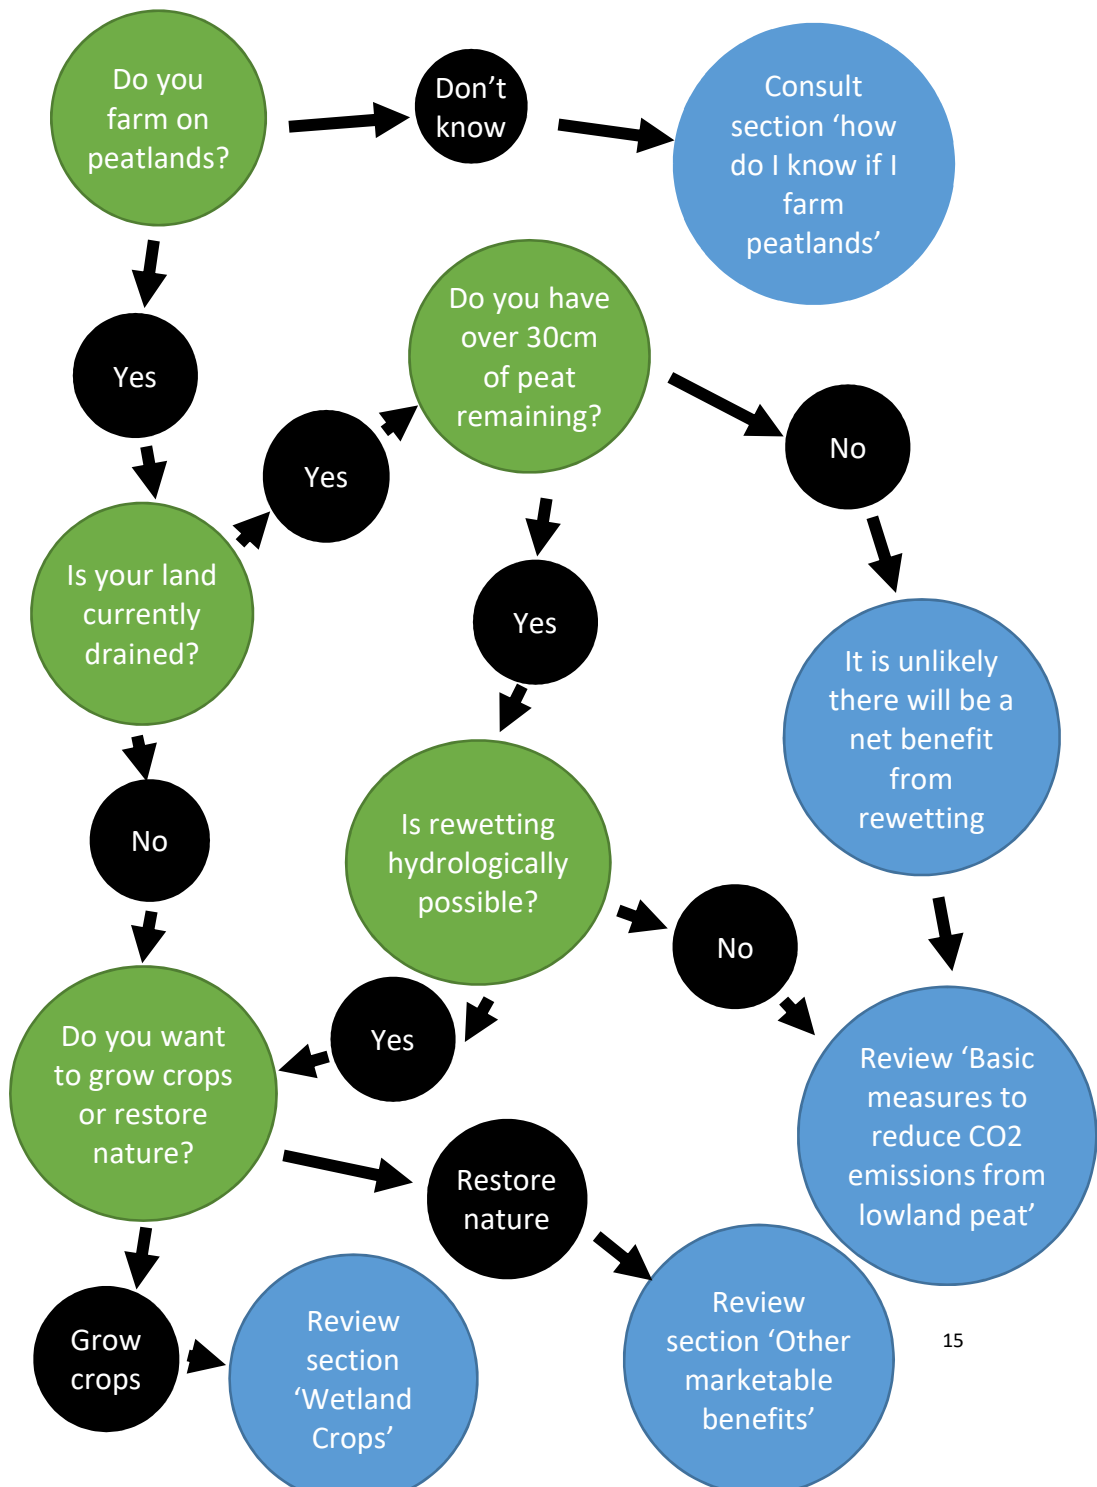 Do you
farm on
peatlands?
Don't
know
Consult
section ‘how
do I know if I
farm
peatlands’
Yes
Do you have
over 30cm
of peat
remaining?
Yes
No
Is your land
currently
drained?
Yes
It is unlikely
there will be a
net benefit
from
rewetting
No
Is rewetting
hydrologically
possible?
No
Yes
Do you want
to grow crops
or restore
nature?
Review ‘Basic
measures to
reduce CO2
emissions from
lowland peat’
Restore
nature
Grow
crops
Review
section
‘Wetland
Crops’
Review
section ‘Other
marketable
benefits’
15